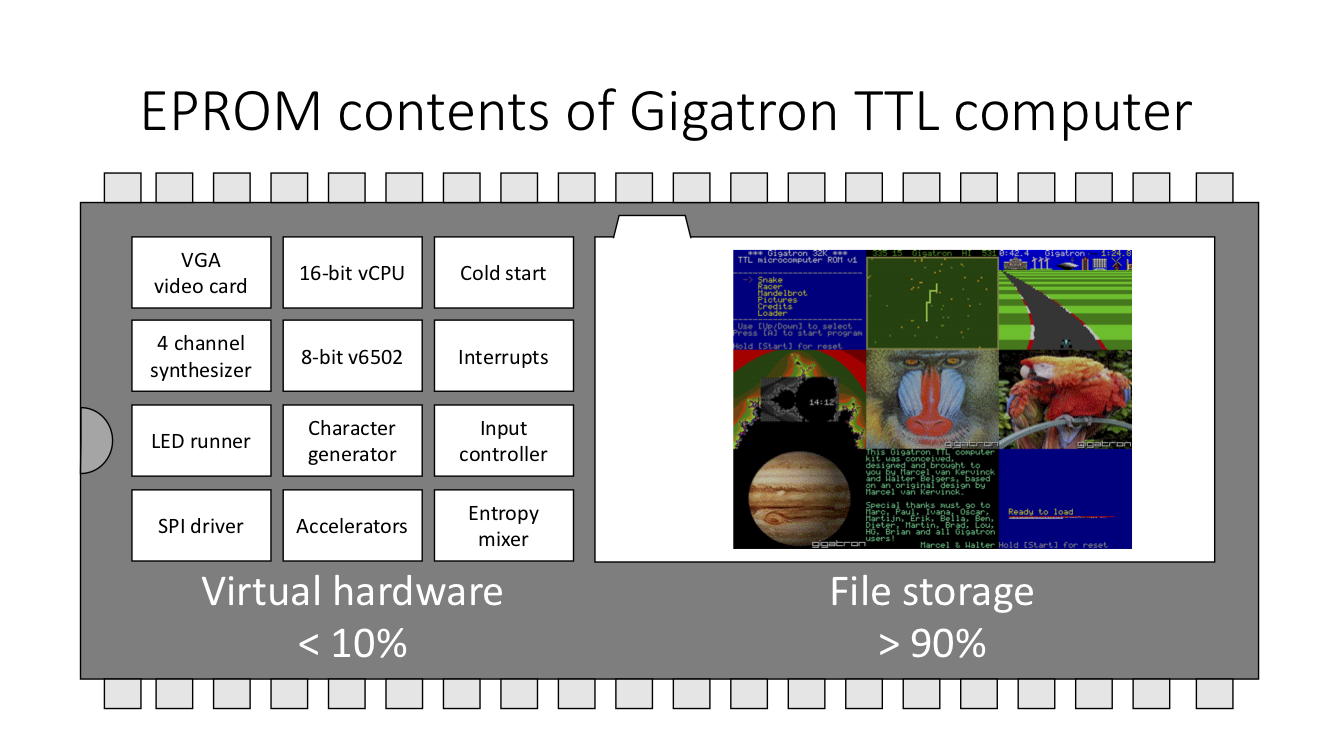 EPROM contents of Gigatron TTL computer
VGA
video card
16-bit vCPU
Cold start
4 channel
synthesizer
8-bit v6502
Interrupts
LED runner
Character
generator
Input
controller
SPI driver
Accelerators
Entropy
mixer
Virtual hardware
< 10%
*** Gigatron 32K ***
TTL microcomputer ROM v1
-> Snake
Racer
Mandelbrot
Pictures
Credits
Loader
Use [Up/Down] to select
Press [A] to start program
Hold [Start] for reset
Gigatron
0:42.4 Gigatron 1:24.8
14:12
gigatron
gigatron
gigatron
This Gigatron TTL computer
kit was conceived,
designed and brought to
you by Marcel van Kervinck
and Walter Belgers, based
on an original design by
Marcel van Kervinck.
Special thanks must go to
Marc, Paul, Ivana, Oscar,
Martijn, Erik, Bella, Ben,
Dieter, Martin, Brad, Lou,
HG, Brian and all Gigatron
users!
Marcel & Walter
Ready to load
Hold [Start] for reset
File storage
> 90%